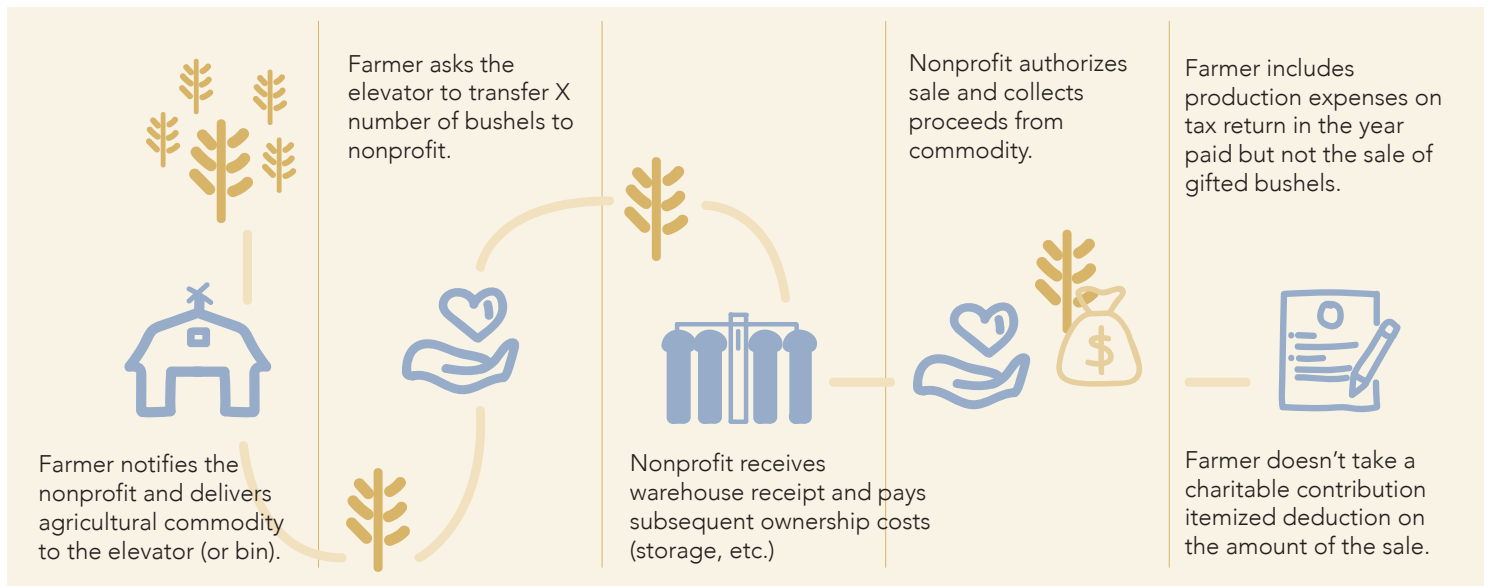 Farmer notifies the
nonprofit and delivers
agricultural commodity
to the elevator (or bin).
Farmer asks the
elevator to transfer X
number of bushels to
nonprofit.
Nonprofit receives
warehouse receipt and pays
subsequent ownership costs
(storage, etc.)
Nonprofit authorizes
sale and collects
proceeds from
commodity.
$
Farmer includes
production expenses on
tax return in the year
paid but not the sale of
gifted bushels.
Farmer doesn’t take a
charitable contribution
itemized deduction on
the amount of the sale.